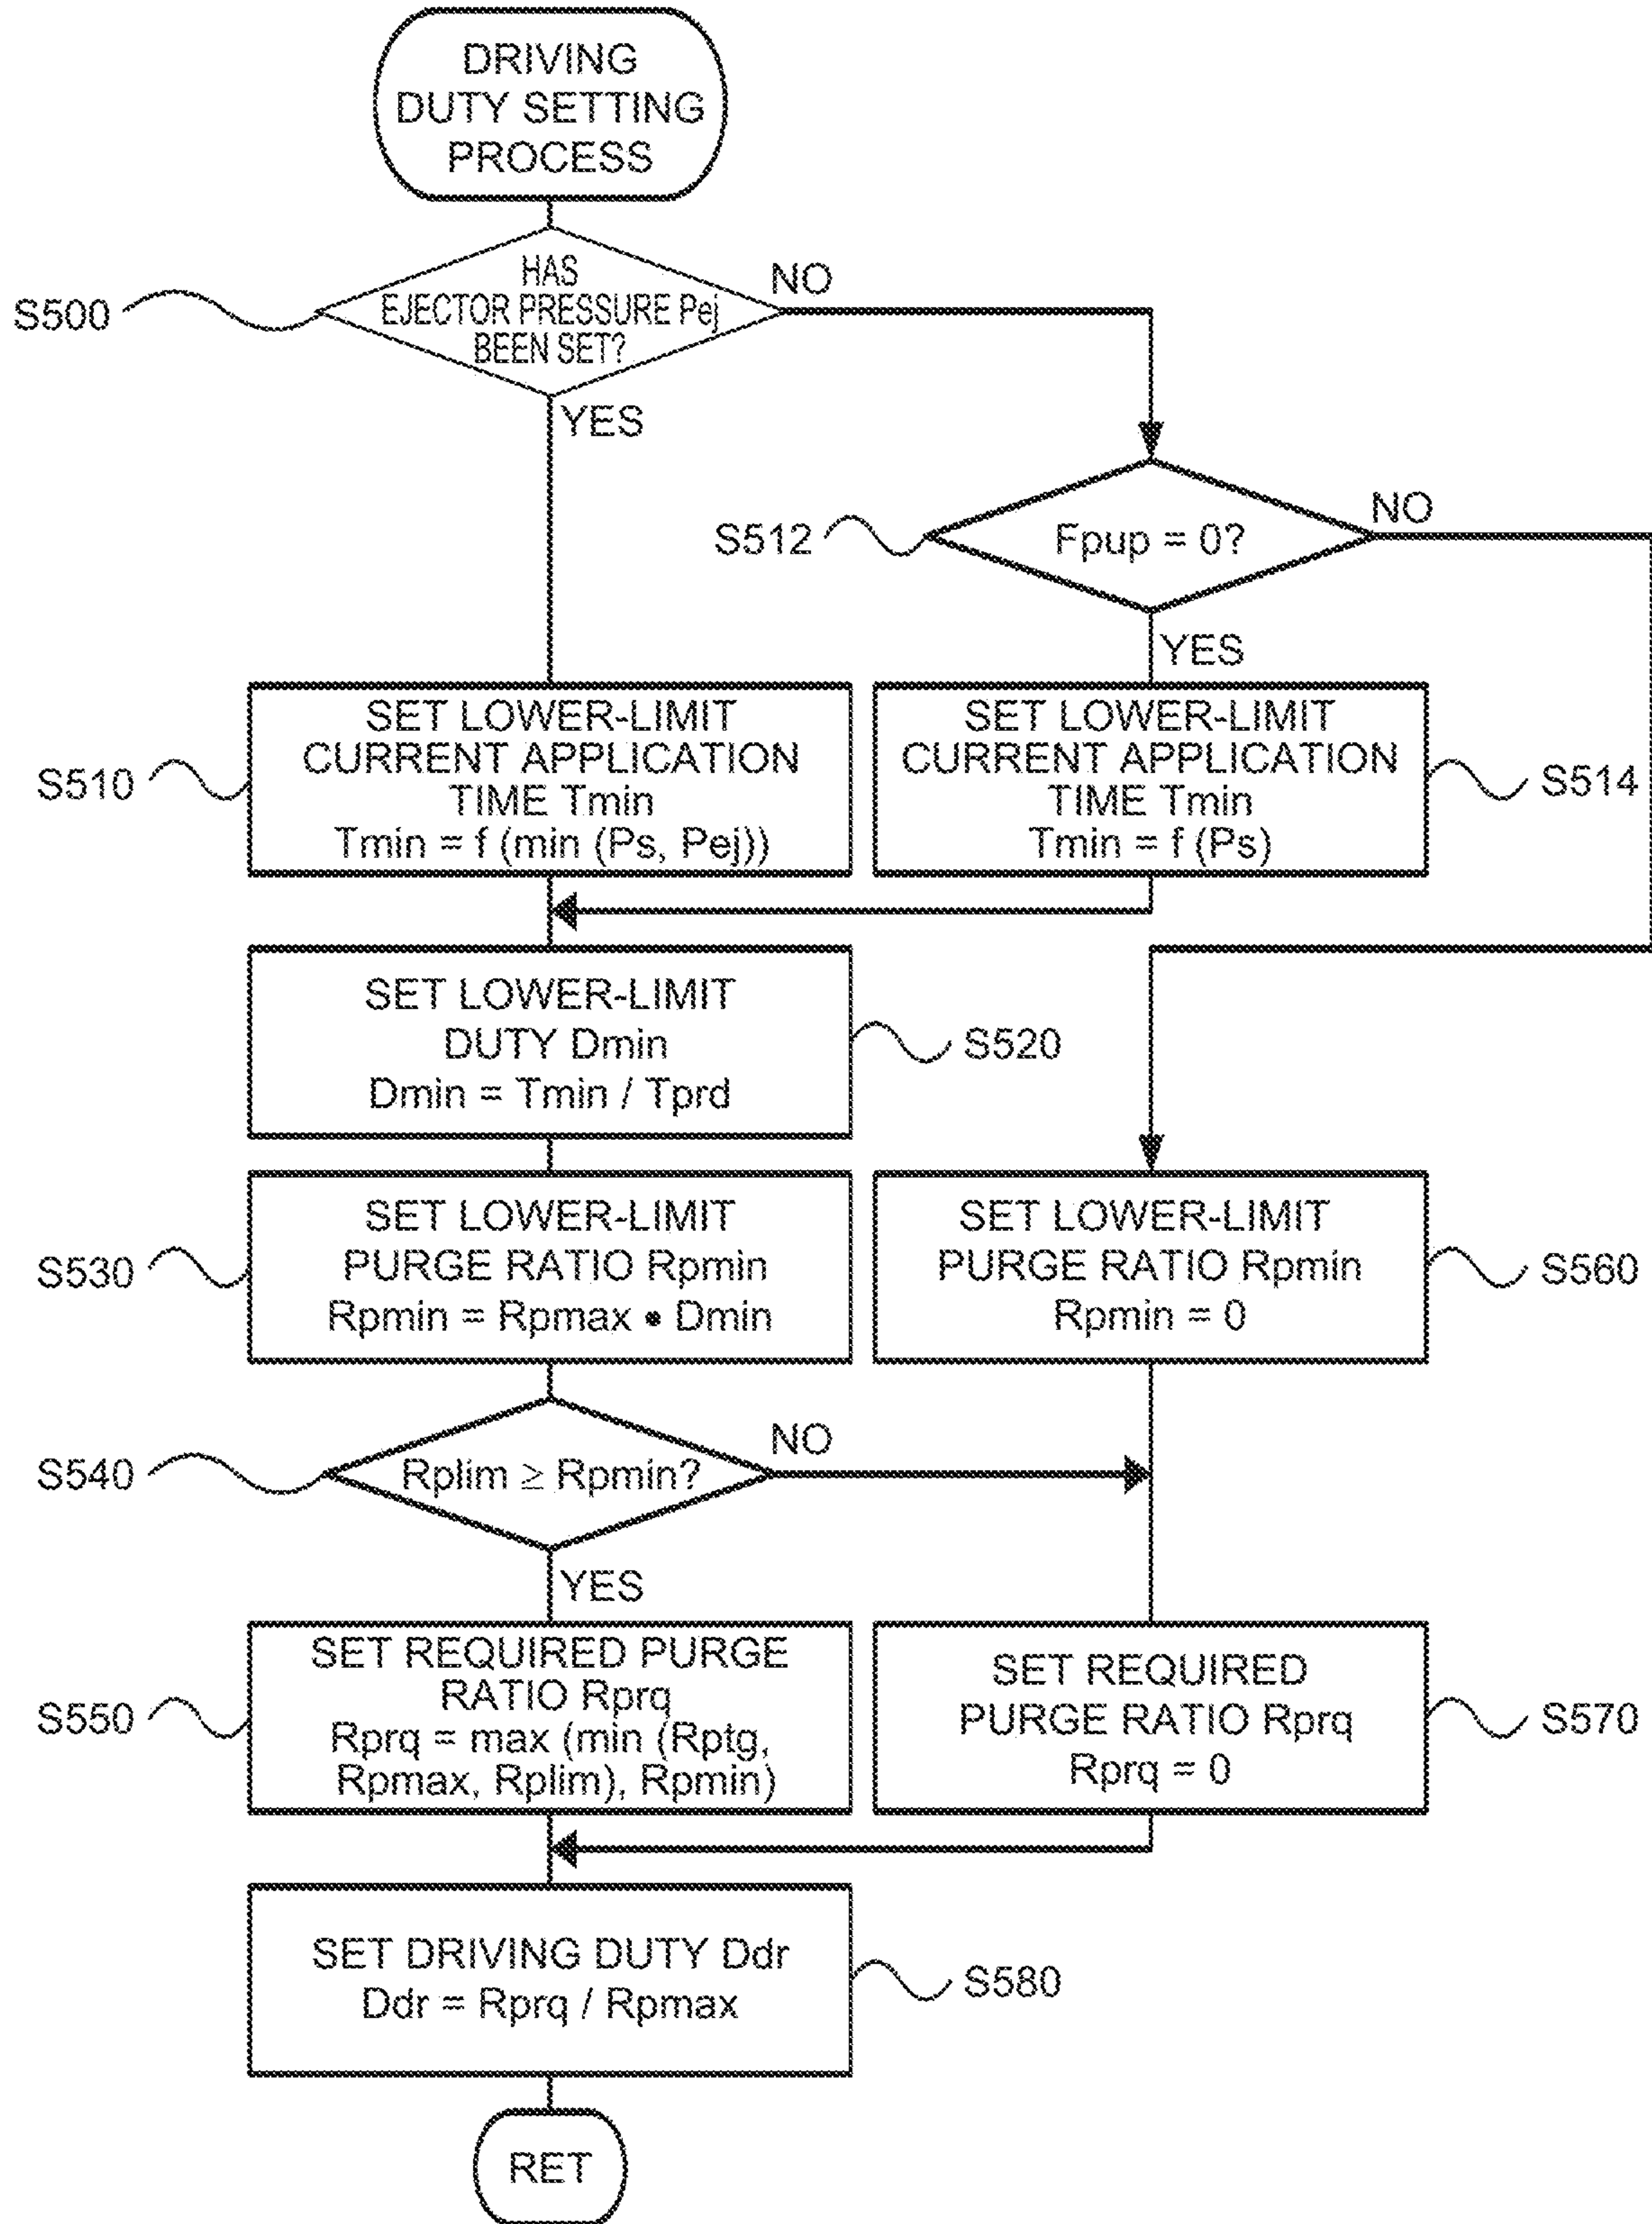 DRIVING
DUTY SETTING
PROCESS
S500
HAS
EJECTOR PRESSURE Pej
BEEN SET?
NO
YES
S512
Fpup = 0?
NO
YES
S510
SET LOWER-LIMIT
CURRENT APPLICATION
TIME Tmin
Tmin = f (min (Ps, Pej))
SET LOWER-LIMIT
CURRENT APPLICATION
TIME Tmin
Tmin = f (Ps)
S514
SET LOWER-LIMIT
DUTY Dmin
Dmin = Tmin / Tprd
S520
S530
SET LOWER-LIMIT
PURGE RATIO Rpmin
Rpmin = Rpmax • Dmin
SET LOWER-LIMIT
PURGE RATIO Rpmin
Rpmin = 0
S560
S540
Rplim ≥ Rpmin?
NO
YES
S550
SET REQUIRED PURGE
RATIO Rprq
Rprq = max (min (Rptg,
Rpmax, Rplim), Rpmin)
SET REQUIRED
PURGE RATIO Rprq
Rprq = 0
S570
SET DRIVING DUTY Ddr
Ddr = Rprq / Rpmax
S580
RET